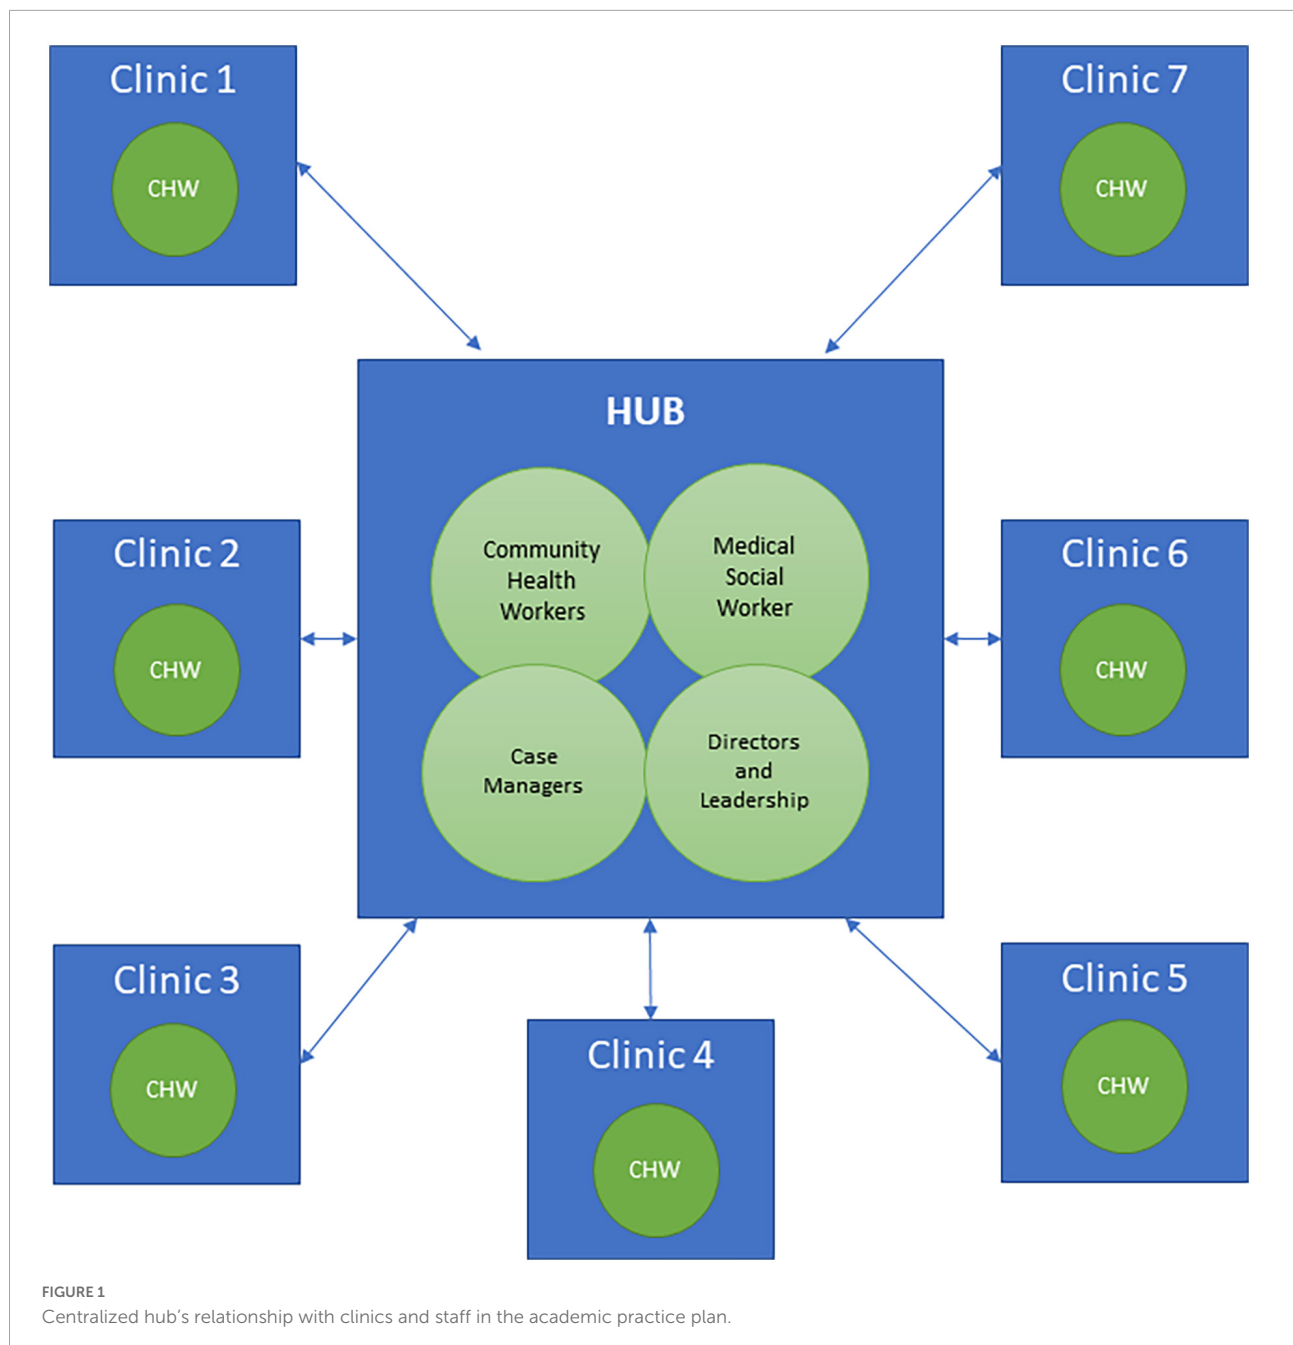 Clinic 1
CHW
Clinic 7
CHW
HUB
Community
Health
Workers
Medical
Social
Worker
Case
Managers
Directors
and
Leadership
Clinic 2
CHW
Clinic 6
CHW
Clinic 3
CHW
Clinic 4
CHW
Clinic 5
CHW
FIGURE 1
Centralized hub’s relationship with clinics and staff in the academic practice plan.